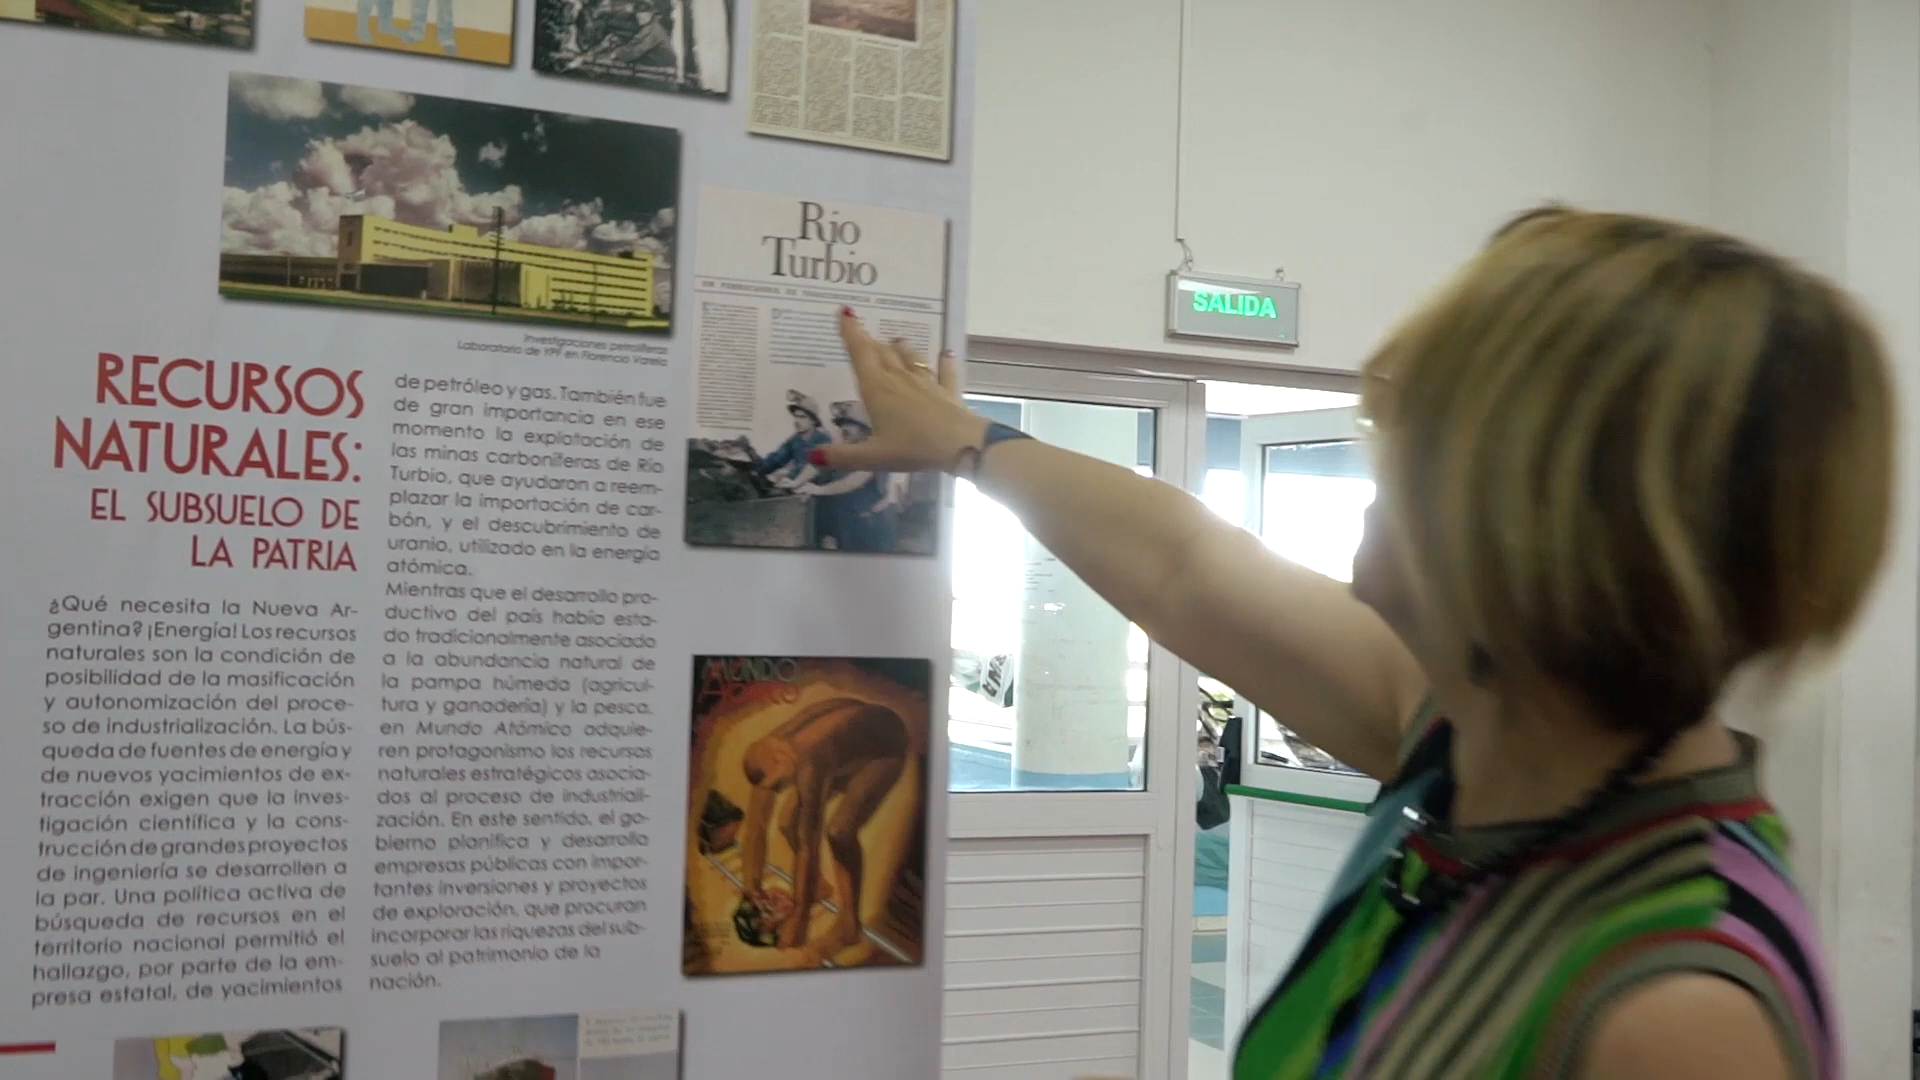 Río
Turbio
Investigaciones petrolíferas
Laboratorio de YPF en Florencio Varela
RECURSOS
NATURALES:
EL SUBSUELO DE
LA PATRIA
¿Qué necesita la Nueva Ar-
gentina? ¡Energía! Los recursos
naturales son la condición de
posibilidad de la masificación
y autonomización del proce-
so de industrialización. La bús-
queda de fuentes de energía y
de nuevos yacimientos de ex-
tracción exigen que la inves-
tigación científica y la cons-
trucción de grandes proyectos
de ingeniería se desarrollen a
la par. Una política activa de
búsqueda de recursos en el
territorio nacional permitió el
hallazgo, por parte de la em-
presa estatal, de yacimientos
de petróleo y gas. También fue
de gran importancia en ese
momento la explotación de
las minas carboníferas de Río
Turbio, que ayudaron a reem-
plazar la importación de car-
bón, y el descubrimiento de
uranio, utilizado en la energía
atómica.
Mientras que el desarrollo pro-
ductivo del país había esta-
do tradicionalmente asociado
a la abundancia natural de
la pampa húmeda (agricul-
tura y ganadería) y la pesca,
en Mundo Atómico adquie-
ren protagonismo los recursos
naturales estratégicos asocia-
dos al proceso de industriali-
zación. En este sentido, el go-
bierno planifica y desarrolla
empresas públicas con impor-
tantes inversiones y proyectos
de exploración, que procuran
incorporar las riquezas del sub-
suelo al patrimonio de la
nación.
MUNDO
ATOMICO
SALIDA